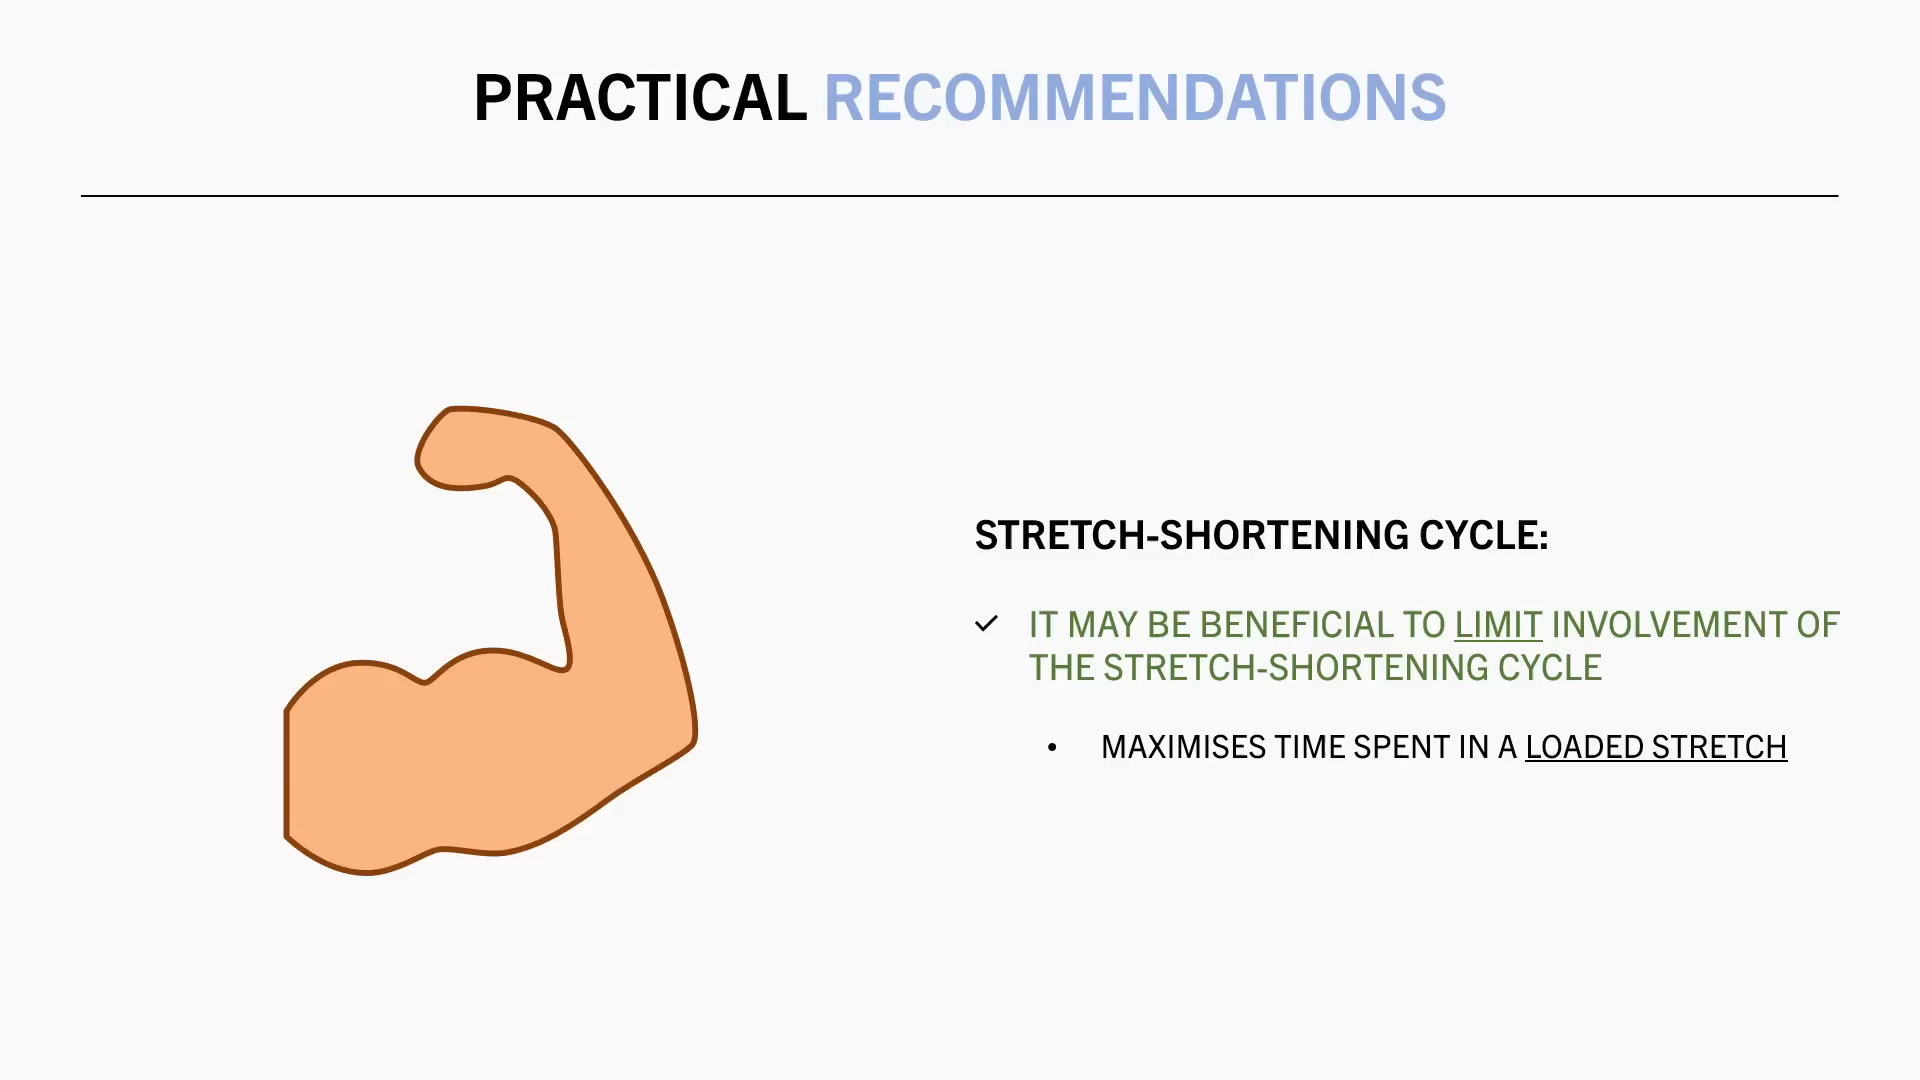 PRACTICAL RECOMMENDATIONS
STRETCH-SHORTENING CYCLE:
IT MAY BE BENEFICIAL TO LIMIT INVOLVEMENT OF
THE STRETCH-SHORTENING CYCLE
MAXIMISES TIME SPENT IN A LOADED STRETCH